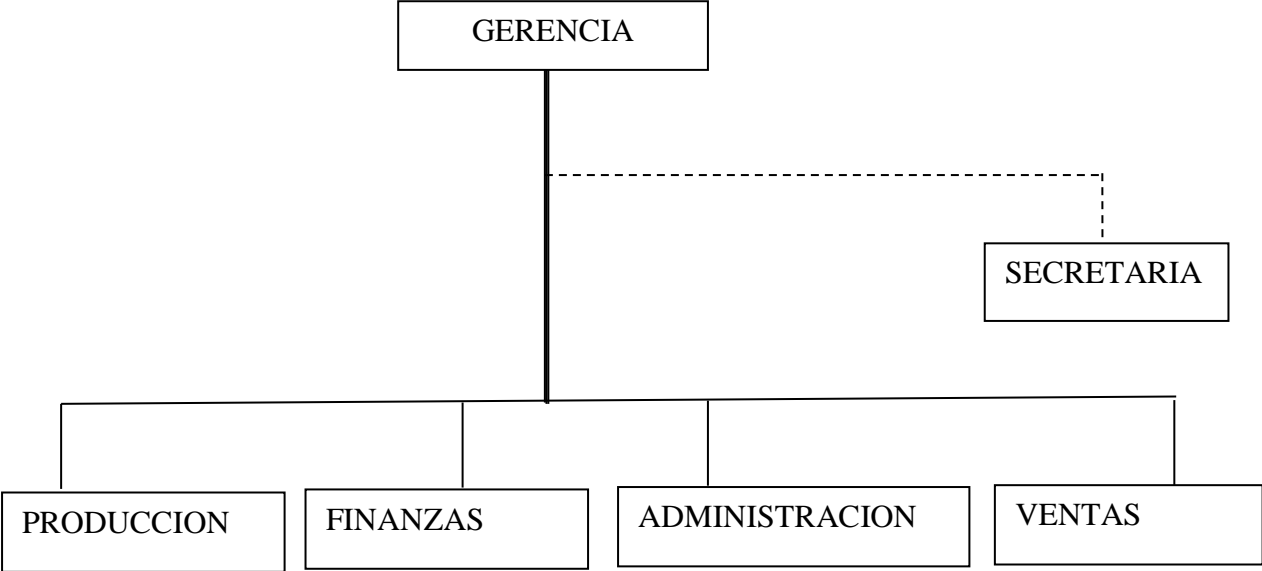 GERENCIA
SECRETARIA
PRODUCCION
FINANZAS
ADMINISTRACION
VENTAS